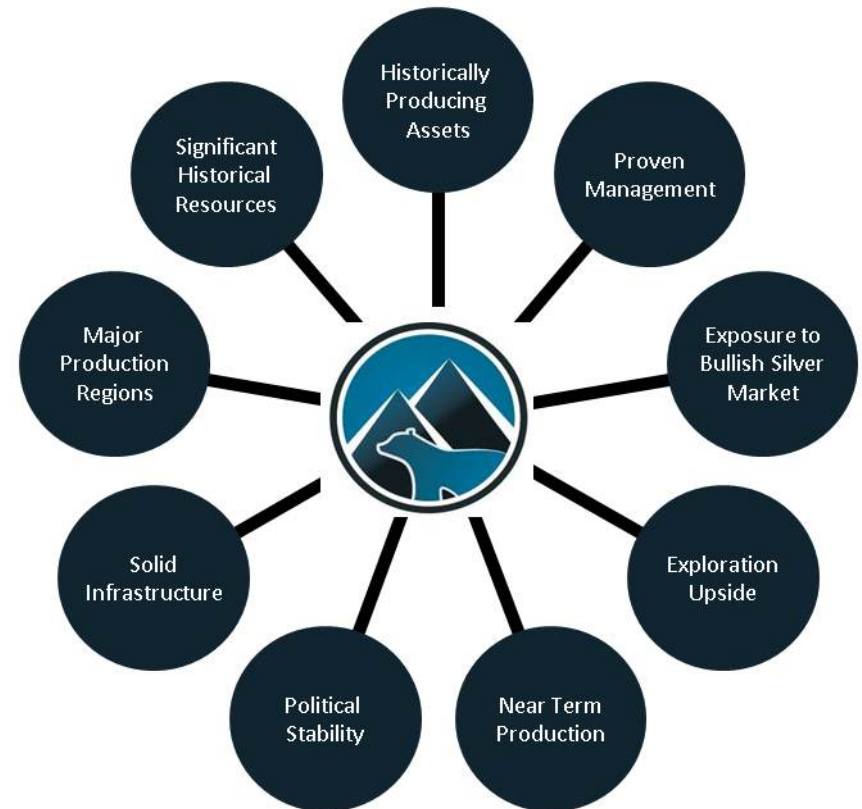 Historically
Producing
Assets
Proven
Management
Exposure to
Bullish Silver
Market
Exploration
Upside
Near Term
Production
Political
Stability
Solid
Infrastructure
Major
Production
Regions
Significant
Historical
Resources